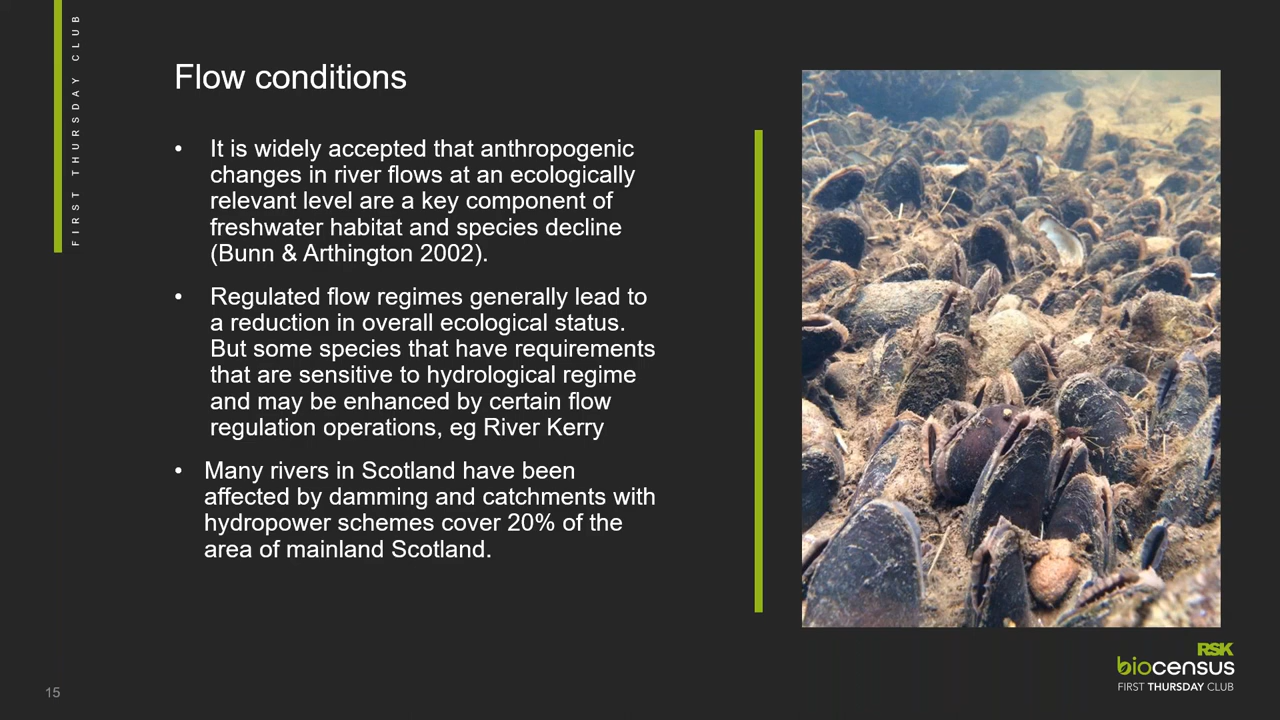 FIRST THURSDAY CLUB
Flow conditions
• It is widely accepted that anthropogenic
changes in river flows at an ecologically
relevant level are a key component of
freshwater habitat and species decline
(Bunn & Arthington 2002).
• Regulated flow regimes generally lead to
a reduction in overall ecological status.
But some species that have requirements
that are sensitive to hydrological regime
and may be enhanced by certain flow
regulation operations, eg River Kerry
• Many rivers in Scotland have been
affected by damming and catchments with
hydropower schemes cover 20% of the
area of mainland Scotland.
RSK
biocensus
FIRST THURSDAY CLUB
15